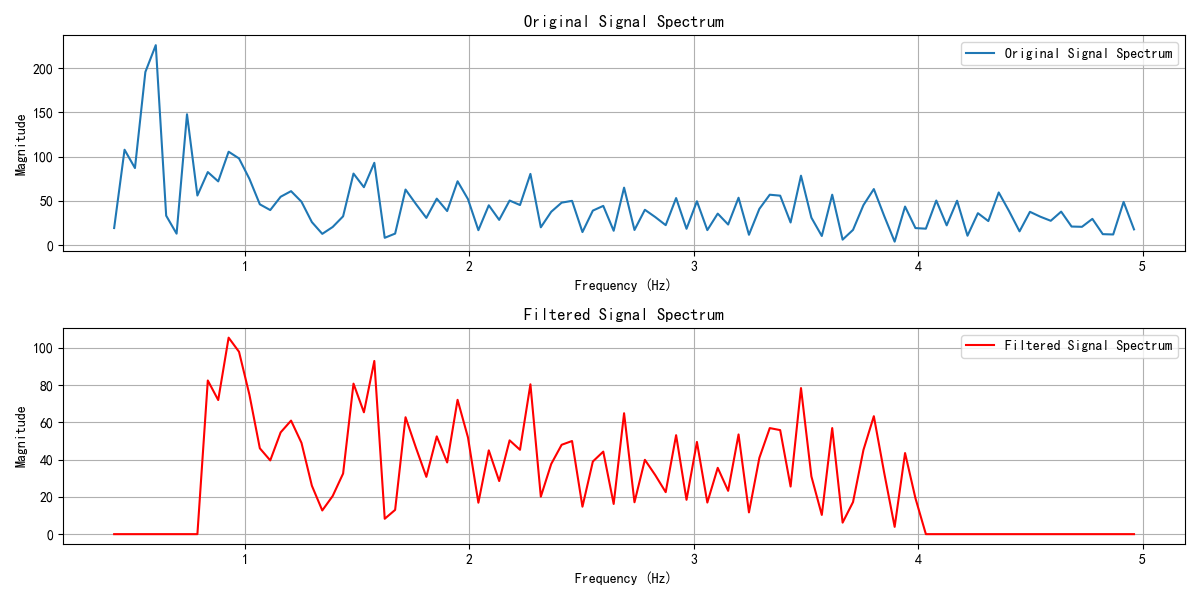 Original Signal Spectrum
Original Signal Spectrum
Magnitude
200
150
100
50
0
1 2 3 4 5
Frequency (Hz)
Filtered Signal Spectrum
Filtered Signal Spectrum
Magnitude
100
80
60
40
20
0
1 2 3 4 5
Frequency (Hz)